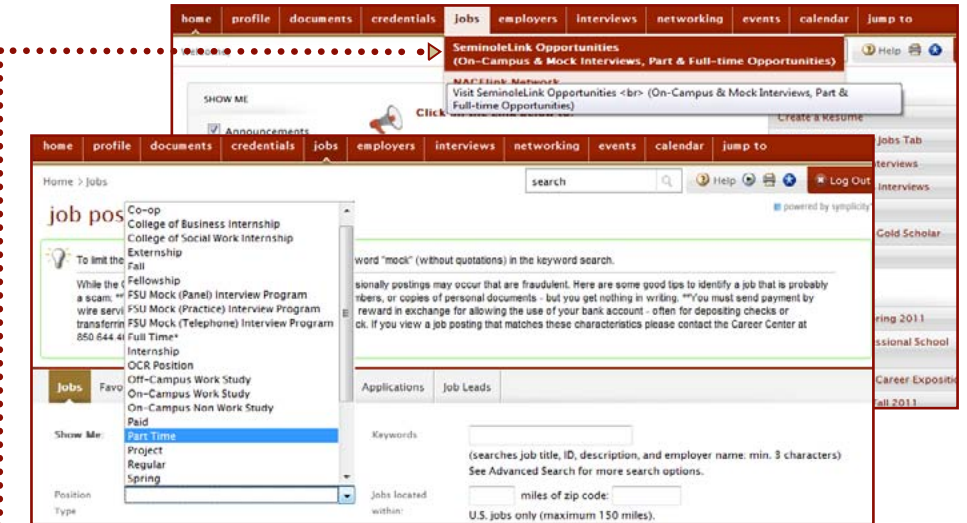 home profile documents credentials jobs employers interviews networking events calendar jump to
SeminoleLink Opportunities
(On-Campus & Mock Interviews, Part & Full-time Opportunities)
Help
NACElink Network
Visit SeminoleLink Opportunities <br> (On-Campus & Mock Interviews, Part &
Full-time Opportunities)
SHOW ME
Announcements
Create a Resume
Jobs Tab
Interviews
Gold Scholar
ring 2011
ssional School
Career Expositio
Fall 2011
home profile documents credentials jobs employers interviews networking events calendar jump to
Home > Jobs
search
Help
Log Out
job pos
powered by symplicity
To limit the
word "mock" (without quotations) in the keyword search.
While the
sionally postings may occur that are fraudulent. Here are some good tips to identify a job that is probably
a scam: **
mbers, or copies of personal documents - but you get nothing in writing. **You must send payment by
wire servi
reward in exchange for allowing the use of your bank account - often for depositing checks or
transferrin
ck. If you view a job posting that matches these characteristics please contact the Career Center at
Co-op
College of Business Internship
College of Social Work Internship
Externship
Fall
Fellowship
FSU Mock (Panel) Interview Program
FSU Mock (Practice) Interview Program
FSU Mock (Telephone) Interview Program
Full Time*
Internship
OCR Position
Off-Campus Work Study
On-Campus Work Study
On-Campus Non Work Study
Paid
Part Time
Project
Regular
Spring
Jobs Favo Applications Job Leads
Show Me:
Keywords
(searches job title, ID, description, and employer name: min. 3 characters)
See Advanced Search for more search options.
Position
Type
Jobs located
within:
miles of zip code:
U.S. jobs only (maximum 150 miles).